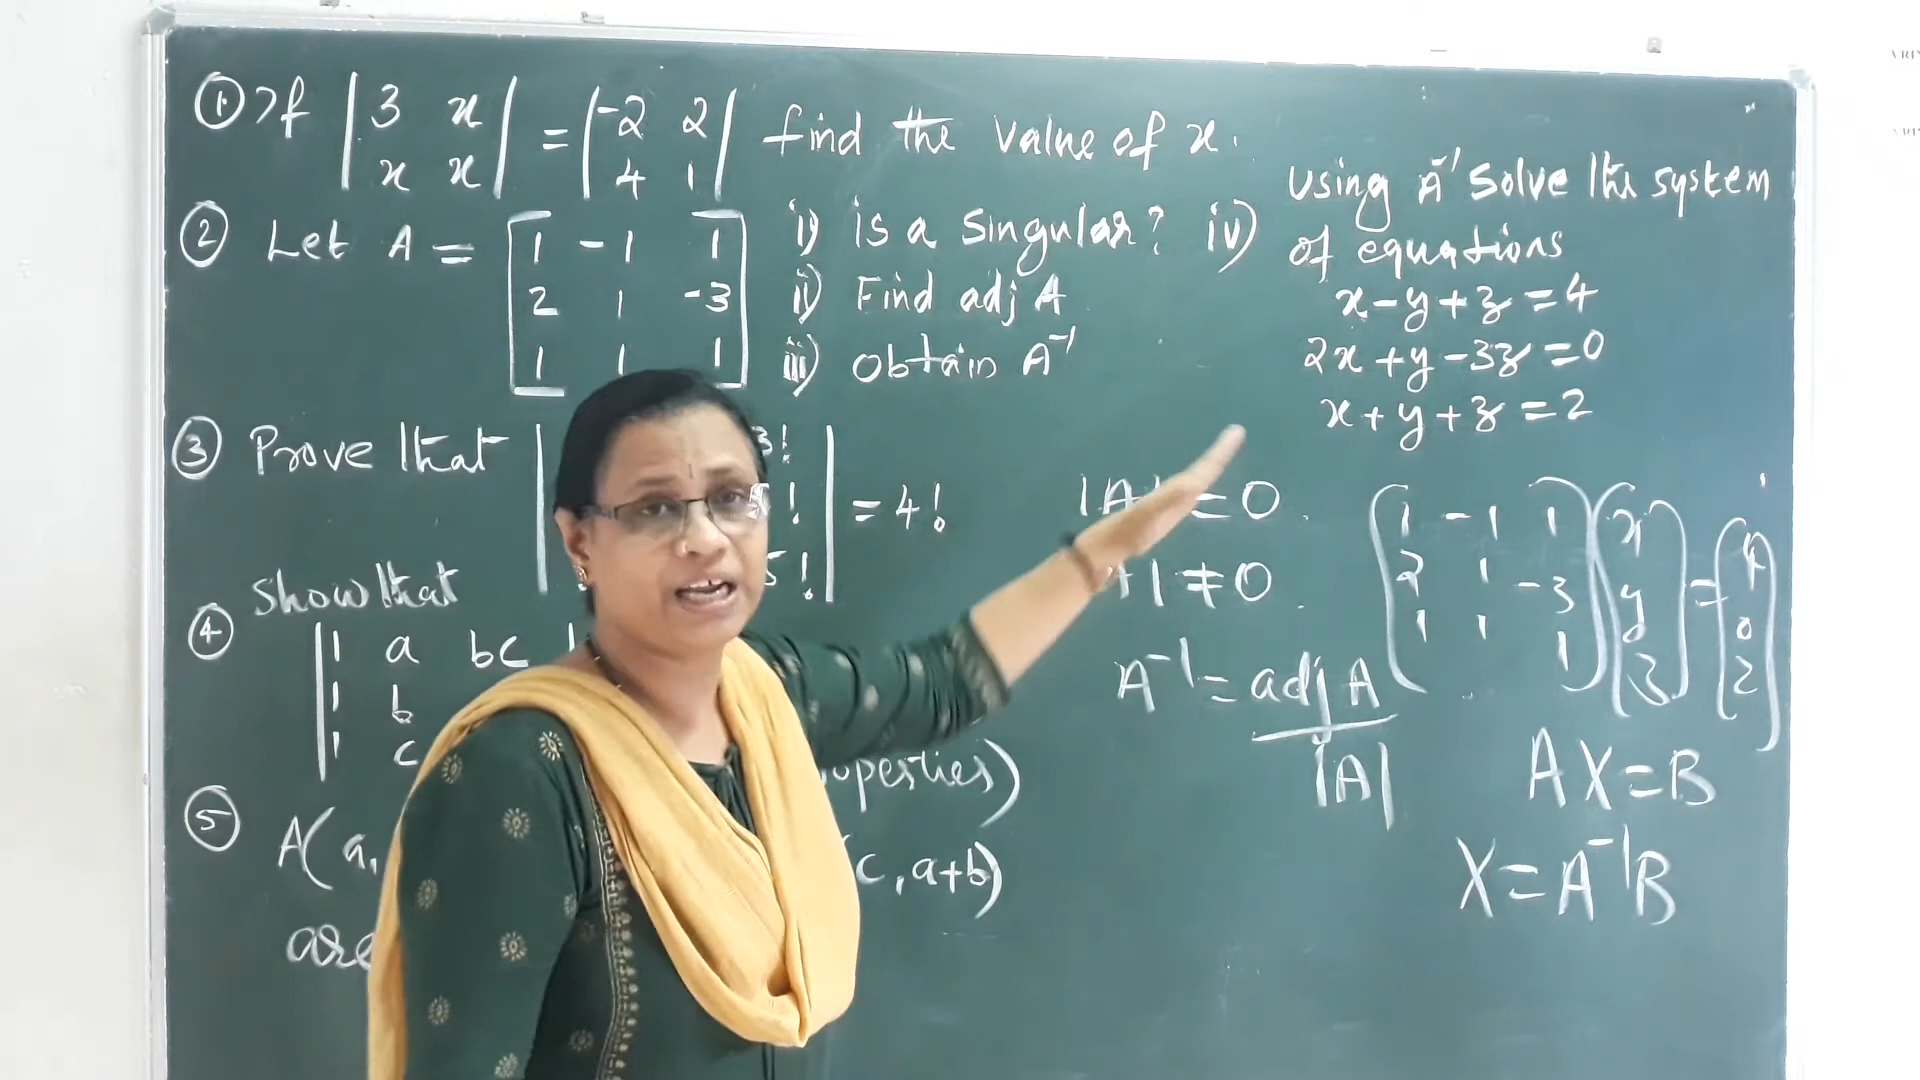 ① If | 3 x | = | -2 2 | find the value of x.
| x x | | 4 1 |
② Let A = [ 1 -1 1 ] i) is a singular? iv) using A⁻¹ Solve the system
[ 2 1 -3 ] ii) Find adj A of equations
[ 1 1 1 ] iii) obtain A⁻¹
x - y + z = 4
2x + y - 3z = 0
x + y + z = 2
③ Prove that | 3! |
| ! | = 4!
| 5! |
④ Show that
| 1 a bc |
| 1 b
| 1 c
⑤ A(a, c, a+b)
are
|A| = 0.
≠ 0.
A⁻¹ = adj A
|A|
( 1 -1 1 ) ( x ) = ( 4 )
( 2 1 -3 ) ( y ) ( 0 )
( 1 1 1 ) ( z ) ( 2 )
AX = B
X = A⁻¹B